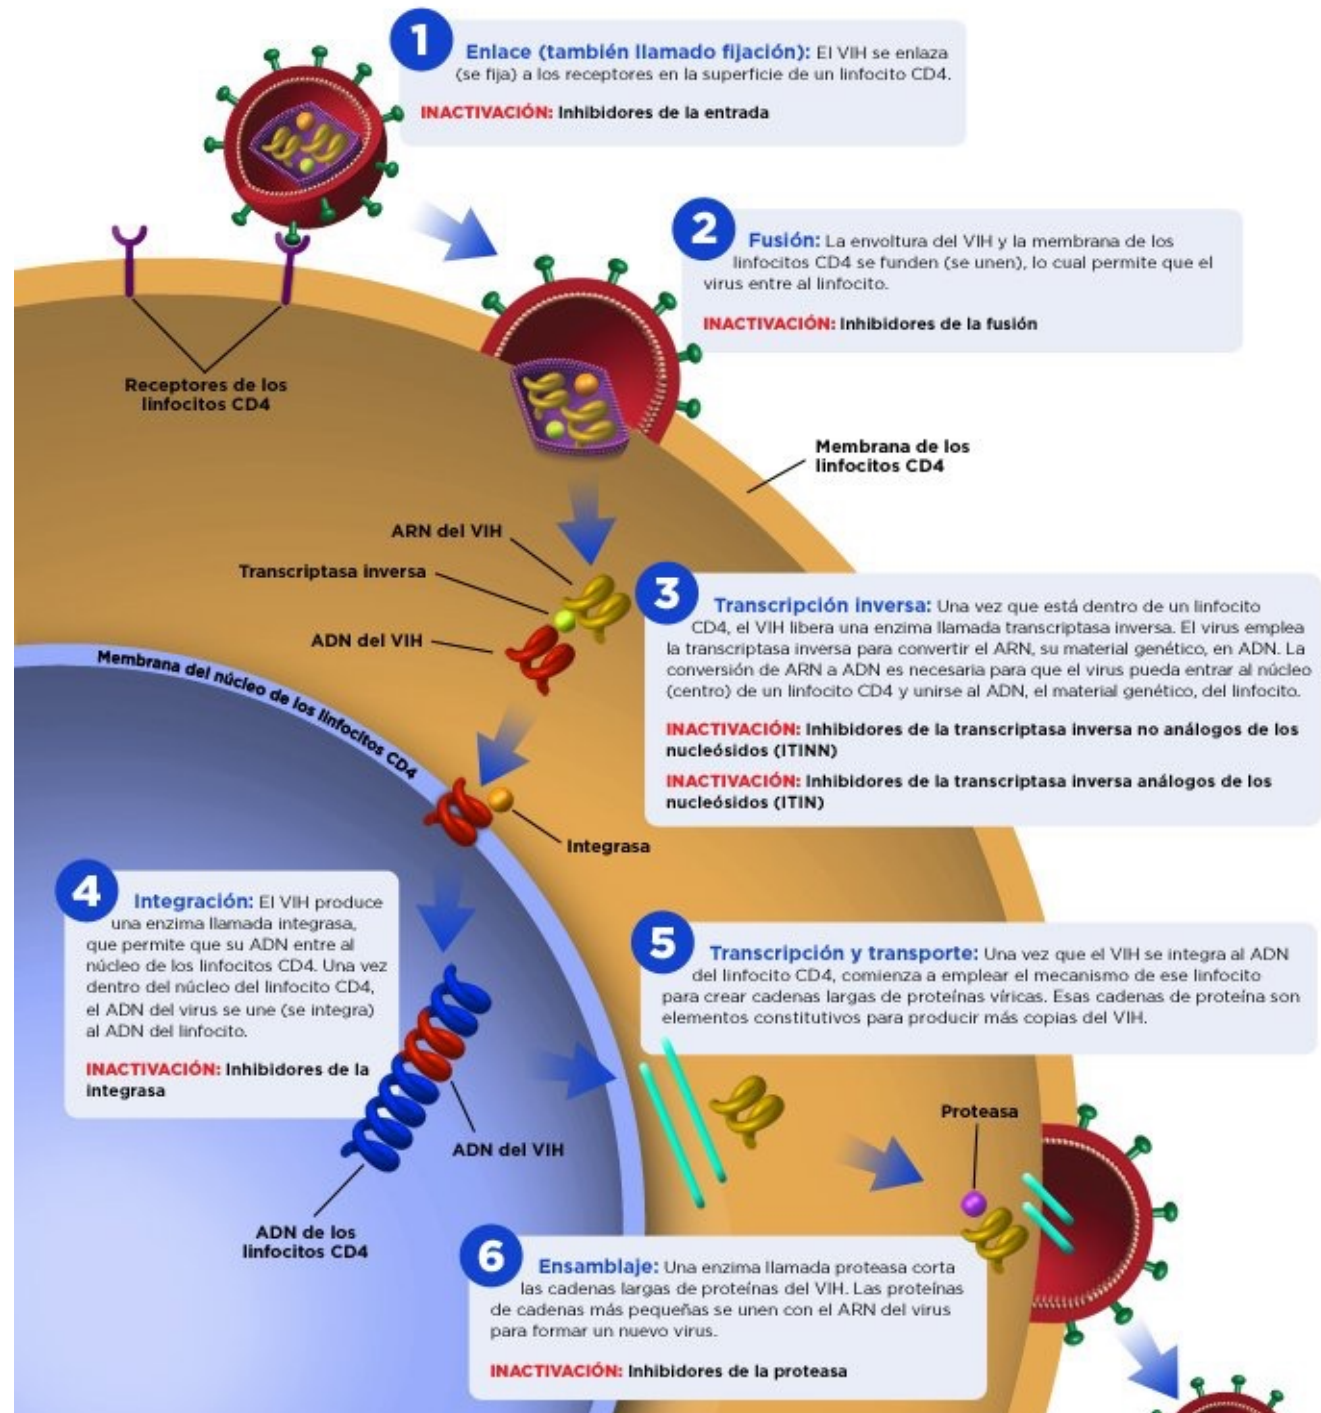 1
Enlace (también llamado fijación): El VIH se enlaza
(se fija) a los receptores en la superficie de un linfocito CD4.
INACTIVACIÓN: Inhibidores de la entrada
2
Fusión: La envoltura del VIH y la membrana de los
linfocitos CD4 se funden (se unen), lo cual permite que el
virus entre al linfocito.
INACTIVACIÓN: Inhibidores de la fusión
Receptores de los
linfocitos CD4
Membrana de los
linfocitos CD4
ARN del VIH
Transcriptasa inversa
ADN del VIH
3
Transcripción inversa: Una vez que está dentro de un linfocito
CD4, el VIH libera una enzima llamada transcriptasa inversa. El virus emplea
la transcriptasa inversa para convertir el ARN, su material genético, en ADN. La
conversión de ARN a ADN es necesaria para que el virus pueda entrar al núcleo
(centro) de un linfocito CD4 y unirse al ADN, el material genético, del linfocito.
INACTIVACIÓN: Inhibidores de la transcriptasa inversa no análogos de los
nucleósidos (ITINN)
INACTIVACIÓN: Inhibidores de la transcriptasa inversa análogos de los
nucleósidos (ITIN)
Membrana del núcleo de los linfocitos CD4
Integrasa
4
Integración: El VIH produce
una enzima llamada integrasa,
que permite que su ADN entre al
núcleo de los linfocitos CD4. Una vez
dentro del núcleo del linfocito CD4,
el ADN del virus se une (se integra)
al ADN del linfocito.
INACTIVACIÓN: Inhibidores de la
integrasa
ADN del VIH
ADN de los
linfocitos CD4
5
Transcripción y transporte: Una vez que el VIH se integra al ADN
del linfocito CD4, comienza a emplear el mecanismo de ese linfocito
para crear cadenas largas de proteínas víricas. Esas cadenas de proteína son
elementos constitutivos para producir más copias del VIH.
Proteasa
6
Ensamblaje: Una enzima llamada proteasa corta
las cadenas largas de proteínas del VIH. Las proteínas
de cadenas más pequeñas se unen con el ARN del virus
para formar un nuevo virus.
INACTIVACIÓN: Inhibidores de la proteasa